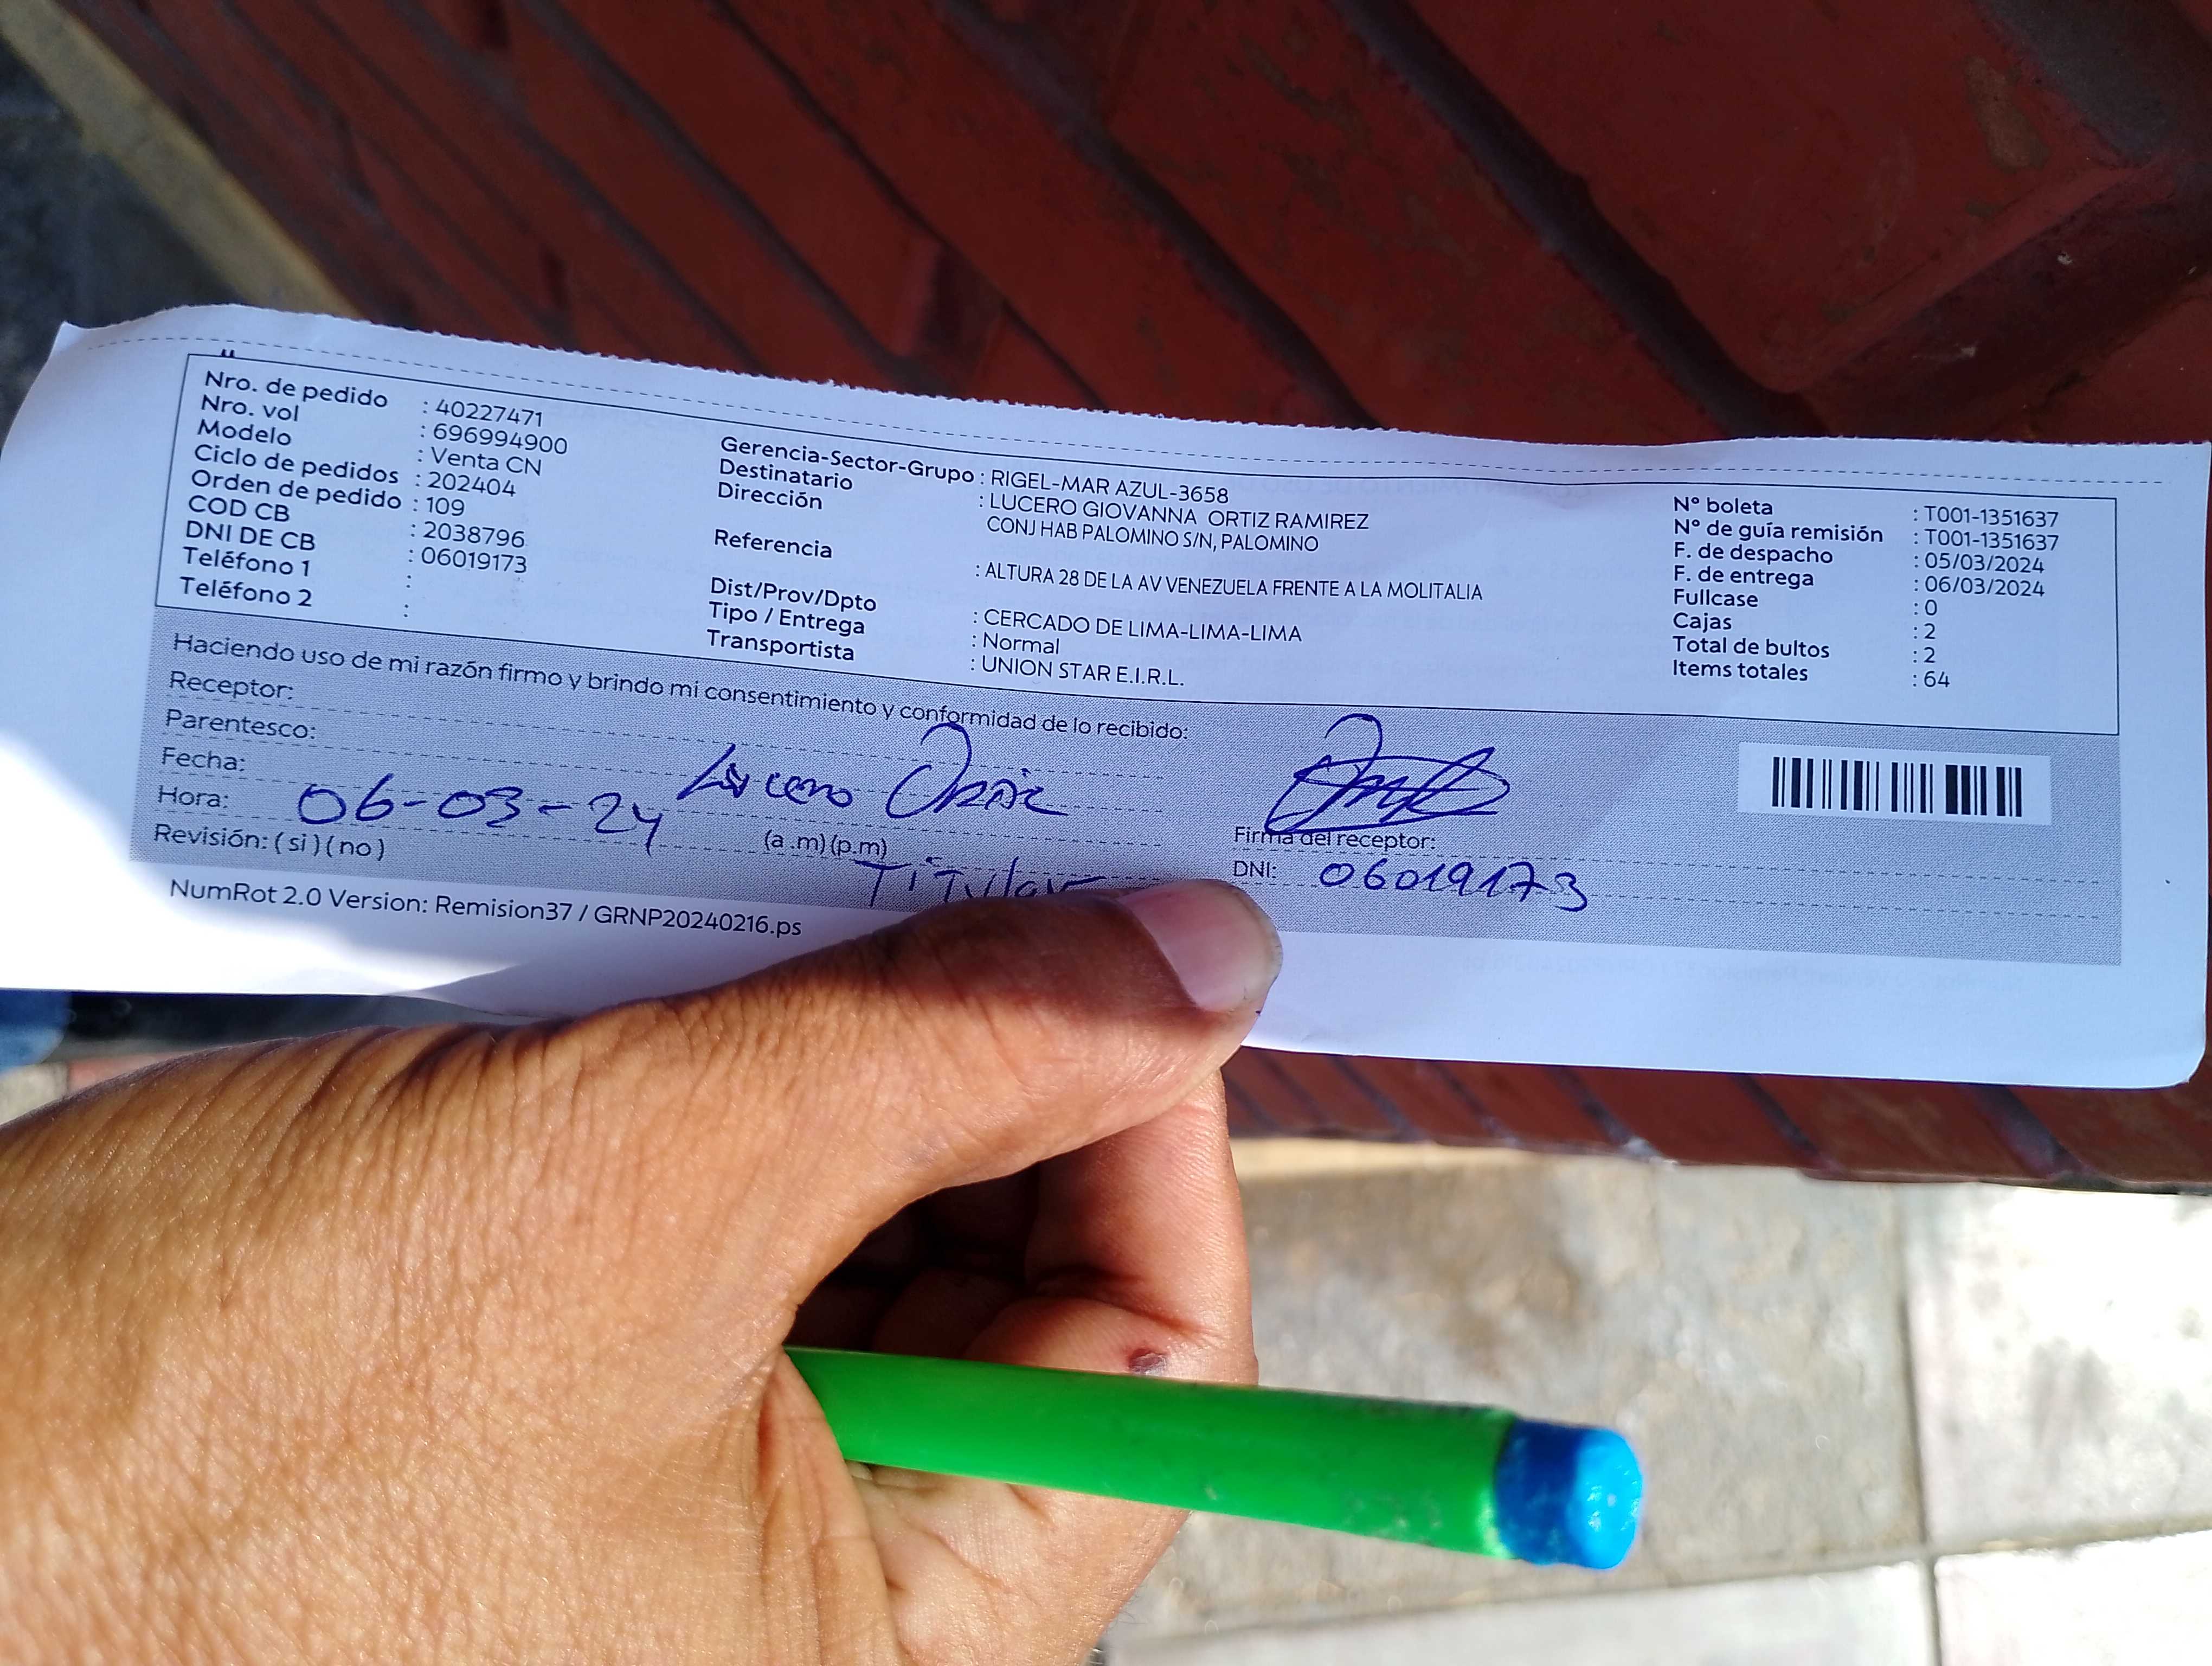 Nro. de pedido : 40227471
Nro. vol : 696994900
Modelo : Venta CN
Ciclo de pedidos : 202404
Orden de pedido : 109
COD CB : 2038796
DNI DE CB : 06019173
Teléfono 1 :
Teléfono 2 :
Gerencia-Sector-Grupo : RIGEL-MAR AZUL-3658
Destinatario : LUCERO GIOVANNA ORTIZ RAMIREZ
Dirección CONJ HAB PALOMINO S/N, PALOMINO
Referencia : ALTURA 28 DE LA AV VENEZUELA FRENTE A LA MOLITALIA
Dist/Prov/Dpto : CERCADO DE LIMA-LIMA-LIMA
Tipo / Entrega : Normal
Transportista : UNION STAR E.I.R.L.
N° boleta : T001-1351637
N° de guía remisión : T001-1351637
F. de despacho : 05/03/2024
F. de entrega : 06/03/2024
Fullcase : 0
Cajas : 2
Total de bultos : 2
Items totales : 64
Haciendo uso de mi razón firmo y brindo mi consentimiento y conformidad de lo recibido:
Receptor:
Parentesco: Lucero Ortiz
Fecha:
Hora: 06-03-24 (a .m)(p.m)
Revisión: ( si ) ( no ) Titular
Firma del receptor:
DNI: 06019173
NumRot 2.0 Version: Remision37 / GRNP20240216.ps